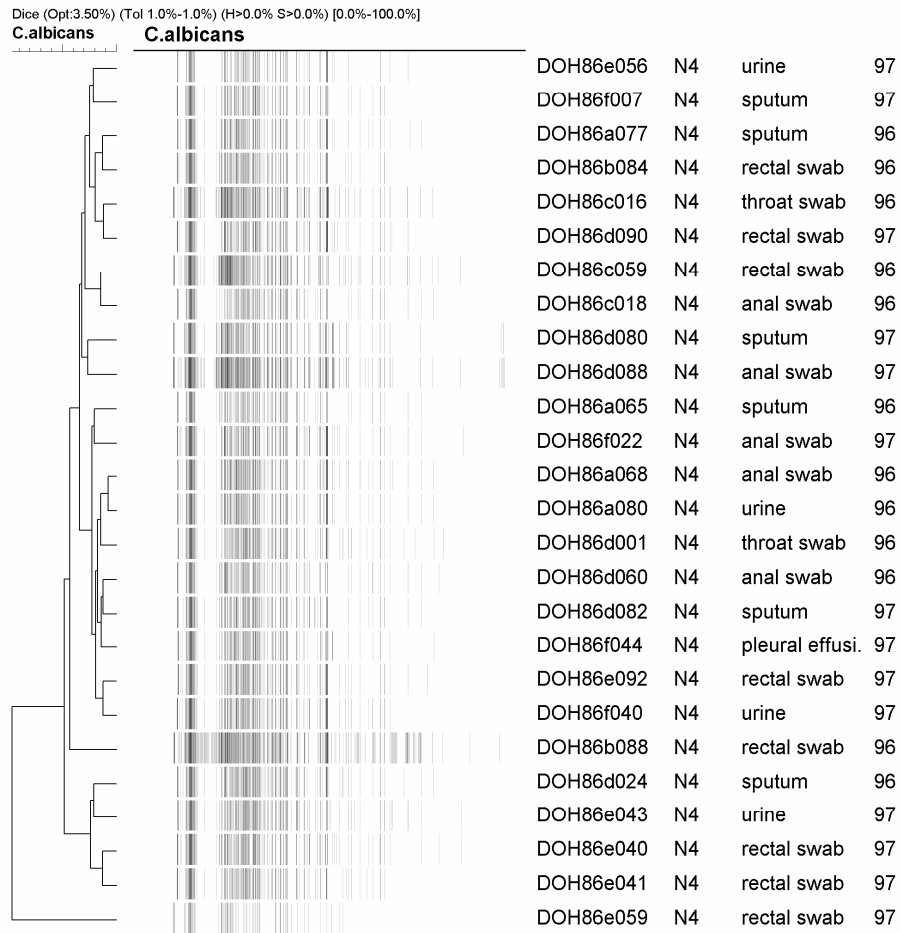 Dice (Opt:3.50%) (Tol 1.0%-1.0%) (H>0.0% S>0.0%) [0.0%-100.0%]
C.albicans C.albicans
DOH86e056 N4 urine 97
DOH86f007 N4 sputum 97
DOH86a077 N4 sputum 96
DOH86b084 N4 rectal swab 96
DOH86c016 N4 throat swab 96
DOH86d090 N4 rectal swab 97
DOH86c059 N4 rectal swab 96
DOH86c018 N4 anal swab 96
DOH86d080 N4 sputum 97
DOH86d088 N4 anal swab 97
DOH86a065 N4 sputum 96
DOH86f022 N4 anal swab 97
DOH86a068 N4 anal swab 96
DOH86a080 N4 urine 96
DOH86d001 N4 throat swab 96
DOH86d060 N4 anal swab 96
DOH86d082 N4 sputum 97
DOH86f044 N4 pleural effusi. 97
DOH86e092 N4 rectal swab 97
DOH86f040 N4 urine 97
DOH86b088 N4 rectal swab 96
DOH86d024 N4 sputum 96
DOH86e043 N4 urine 97
DOH86e040 N4 rectal swab 97
DOH86e041 N4 rectal swab 97
DOH86e059 N4 rectal swab 97